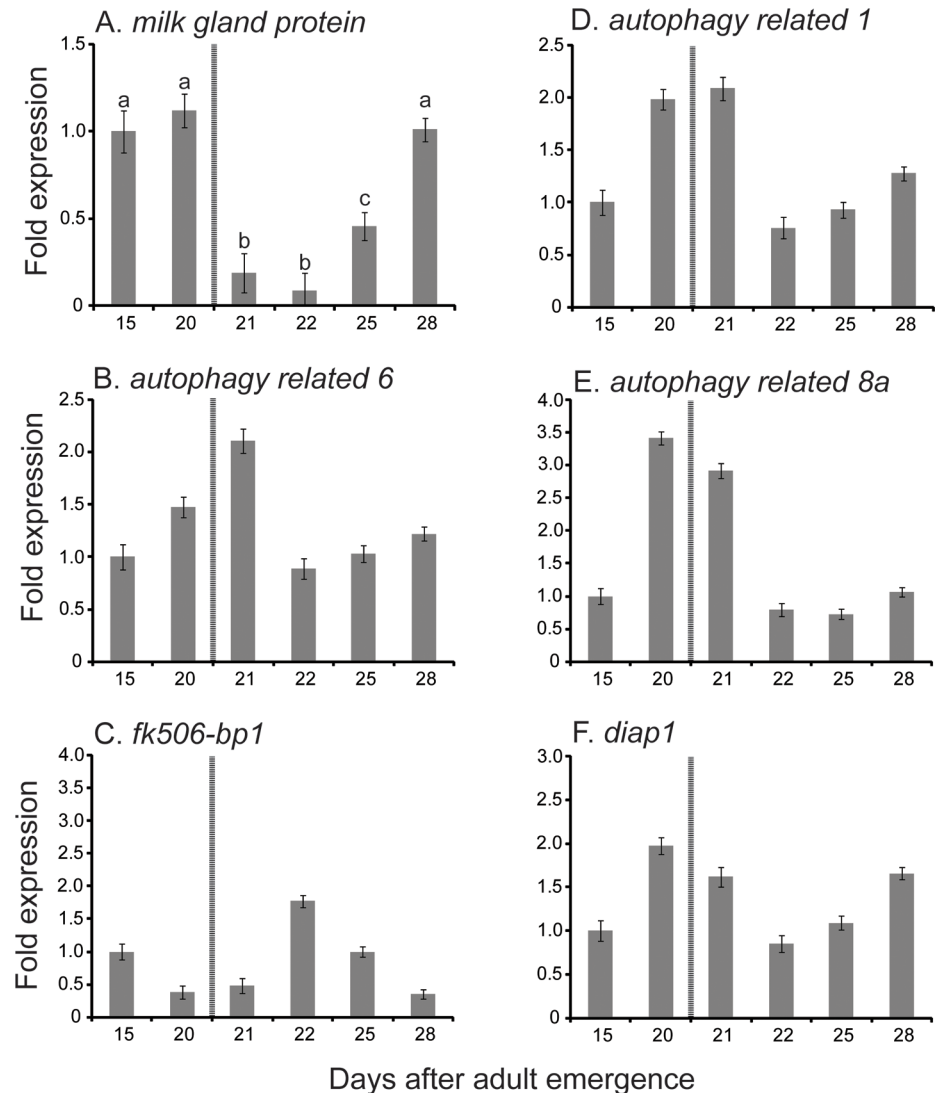 A. milk gland protein
Fold expression
1.5
1.0
0.5
0
a
a
b
b
c
a
15 20 21 22 25 28
B. autophagy related 6
Fold expression
2.5
2.0
1.5
1.0
0.5
0
15 20 21 22 25 28
C. fk506-bp1
Fold expression
4.0
3.5
3.0
2.5
2.0
1.5
1.0
0.5
0
15 20 21 22 25 28
D. autophagy related 1
2.5
2.0
1.5
1.0
0.5
0
15 20 21 22 25 28
E. autophagy related 8a
4.0
3.5
3.0
2.5
2.0
1.5
1.0
0.5
0
15 20 21 22 25 28
F. diap1
3.0
2.5
2.0
1.5
1.0
0.5
0
15 20 21 22 25 28
Days after adult emergence